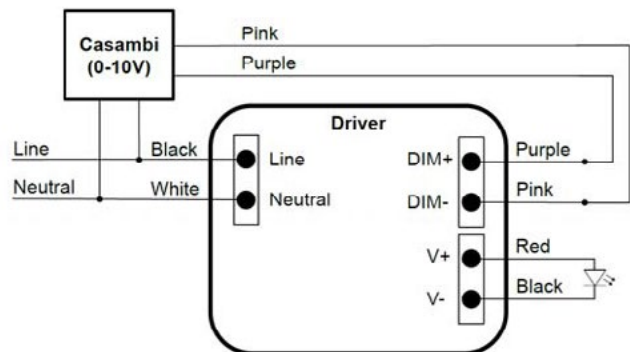 Casambi
(0-10V)
Pink
Purple
Driver
Line
Black
Line
DIM+
Purple
Neutral
White
Neutral
DIM-
Pink
V+
Red
V-
Black